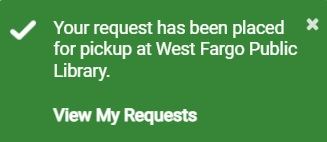 Your request has been placed
for pickup at West Fargo Public
Library.
View My Requests